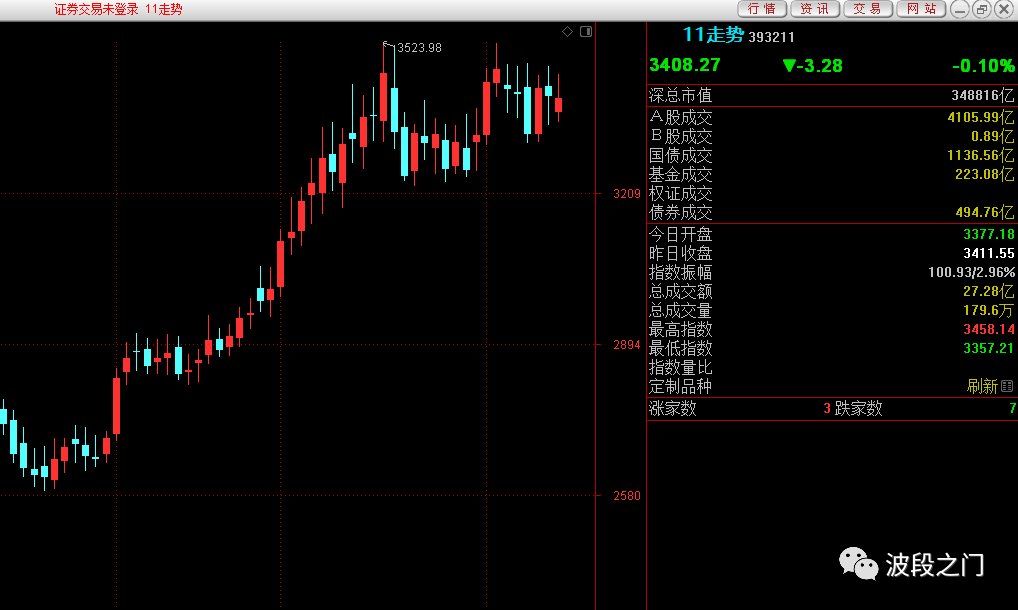 证券交易未登录 11走势
行情 资讯 交易 网站
3523.98
3209
2894
2580
11走势 393211
3408.27 ▼-3.28 -0.10%
深总市值 348816亿
A股成交 4105.99亿
B股成交 0.89亿
国债成交 1136.56亿
基金成交 223.08亿
权证成交
债券成交 494.76亿
今日开盘 3377.18
昨日收盘 3411.55
指数振幅 100.93/2.96%
总成交额 27.28亿
总成交量 179.6万
最高指数 3458.14
最低指数 3357.21
指数量比
定制品种 刷新
涨家数 3 跌家数 7
波段之门